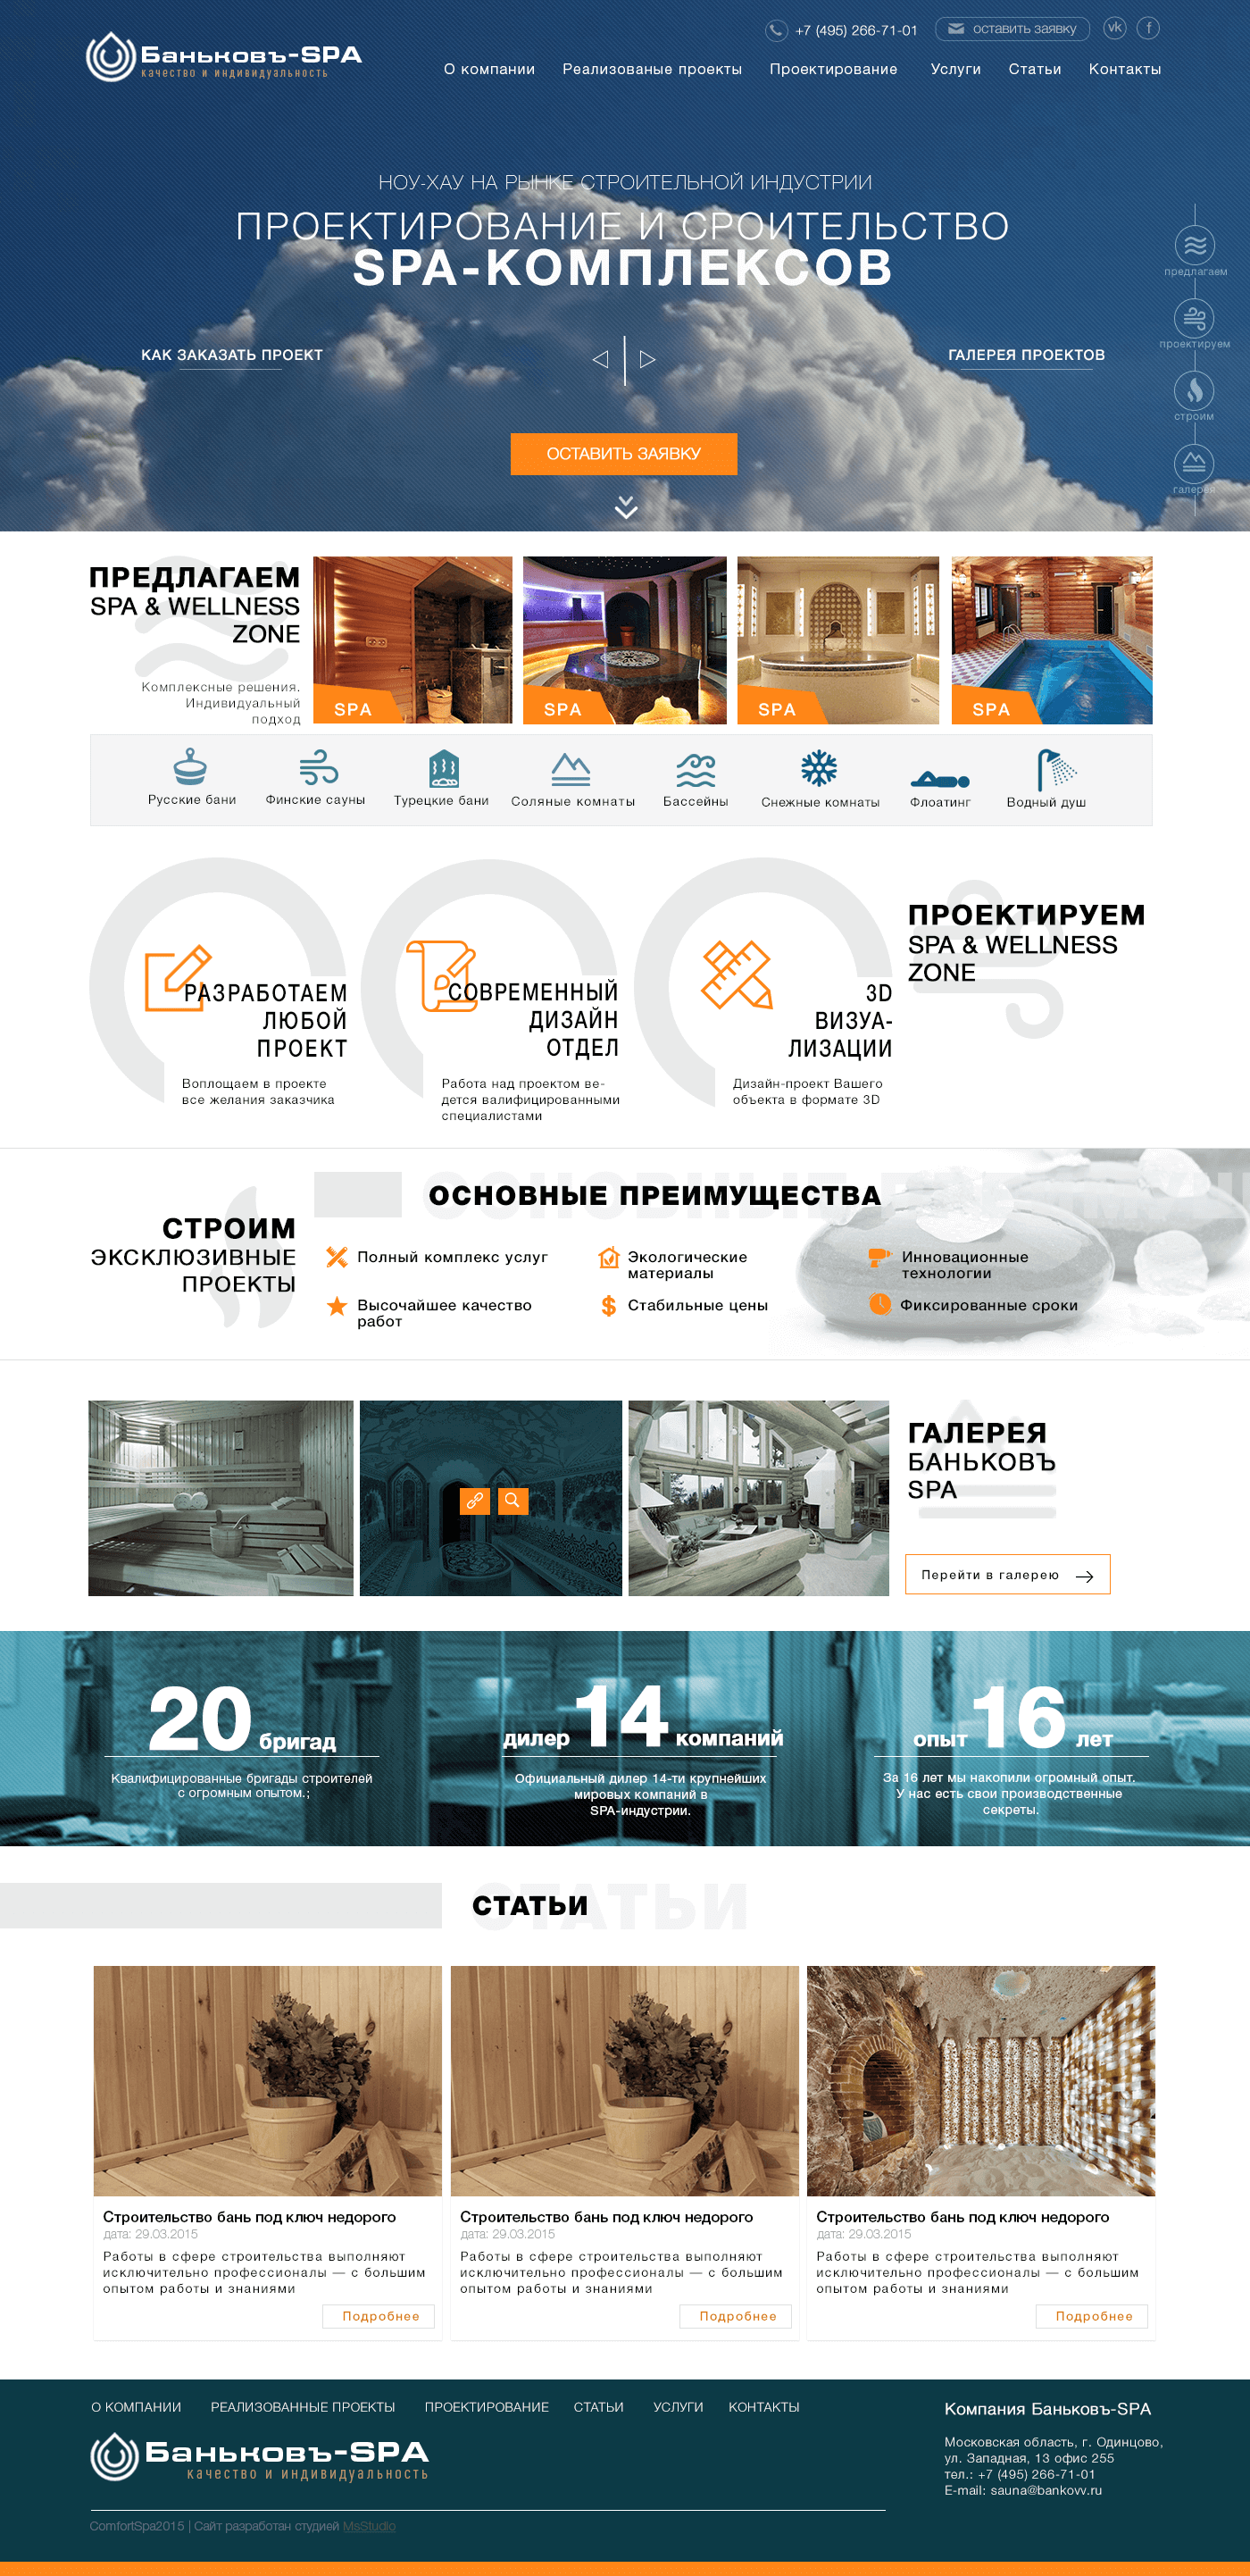 Баньковъ-SPA
качество и индивидуальность
+7 (495) 266-71-01
оставить заявку
vk
f
О компании
Реализованые проекты
Проектирование
Услуги
Статьи
Контакты
НОУ-ХАУ НА РЫНКЕ СТРОИТЕЛЬНОЙ ИНДУСТРИИ
ПРОЕКТИРОВАНИЕ И СРОИТЕЛЬСТВО
SPA-КОМПЛЕКСОВ
КАК ЗАКАЗАТЬ ПРОЕКТ
ГАЛЕРЕЯ ПРОЕКТОВ
ОСТАВИТЬ ЗАЯВКУ
предлагаем
проектируем
строим
галерея
ПРЕДЛАГАЕМ
SPA & WELLNESS
ZONE
Комплексные решения.
Индивидуальный
подход
SPA
SPA
SPA
SPA
Русские бани
Финские сауны
Турецкие бани
Соляные комнаты
Бассейны
Снежные комнаты
Флоатинг
Водный душ
РАЗРАБОТАЕМ
ЛЮБОЙ
ПРОЕКТ
Воплощаем в проекте
все желания заказчика
СОВРЕМЕННЫЙ
ДИЗАЙН
ОТДЕЛ
Работа над проектом ве-
дется валифицированными
специалистами
3D
ВИЗУА-
ЛИЗАЦИИ
Дизайн-проект Вашего
объекта в формате 3D
ПРОЕКТИРУЕМ
SPA & WELLNESS
ZONE
СТРОИМ
ЭКСКЛЮЗИВНЫЕ
ПРОЕКТЫ
ОСНОВНЫЕ ПРЕИМУЩЕСТВА
Полный комплекс услуг
Экологические
материалы
Инновационные
технологии
Высочайшее качество
работ
Стабильные цены
Фиксированные сроки
ГАЛЕРЕЯ
БАНЬКОВЪ
SPA
Перейти в галерею
20 бригад
Квалифицированные бригады строителей
с огромным опытом.;
дилер 14 компаний
Официальный дилер 14-ти крупнейших
мировых компаний в
SPA-индустрии.
опыт 16 лет
За 16 лет мы накопили огромный опыт.
У нас есть свои производственные
секреты.
СТАТЬИ
СТАТЬИ
Строительство бань под ключ недорого
дата: 29.03.2015
Работы в сфере строительства выполняют
исключительно профессионалы — с большим
опытом работы и знаниями
Подробнее
Строительство бань под ключ недорого
дата: 29.03.2015
Работы в сфере строительства выполняют
исключительно профессионалы — с большим
опытом работы и знаниями
Подробнее
Строительство бань под ключ недорого
дата: 29.03.2015
Работы в сфере строительства выполняют
исключительно профессионалы — с большим
опытом работы и знаниями
Подробнее
О КОМПАНИИ
РЕАЛИЗОВАННЫЕ ПРОЕКТЫ
ПРОЕКТИРОВАНИЕ
СТАТЬИ
УСЛУГИ
КОНТАКТЫ
Баньковъ-SPA
качество и индивидуальность
Компания Баньковъ-SPA
Московская область, г. Одинцово,
ул. Западная, 13 офис 255
тел.: +7 (495) 266-71-01
E-mail: sauna@bankovv.ru
ComfortSpa2015 | Сайт разработан студией MsStudio